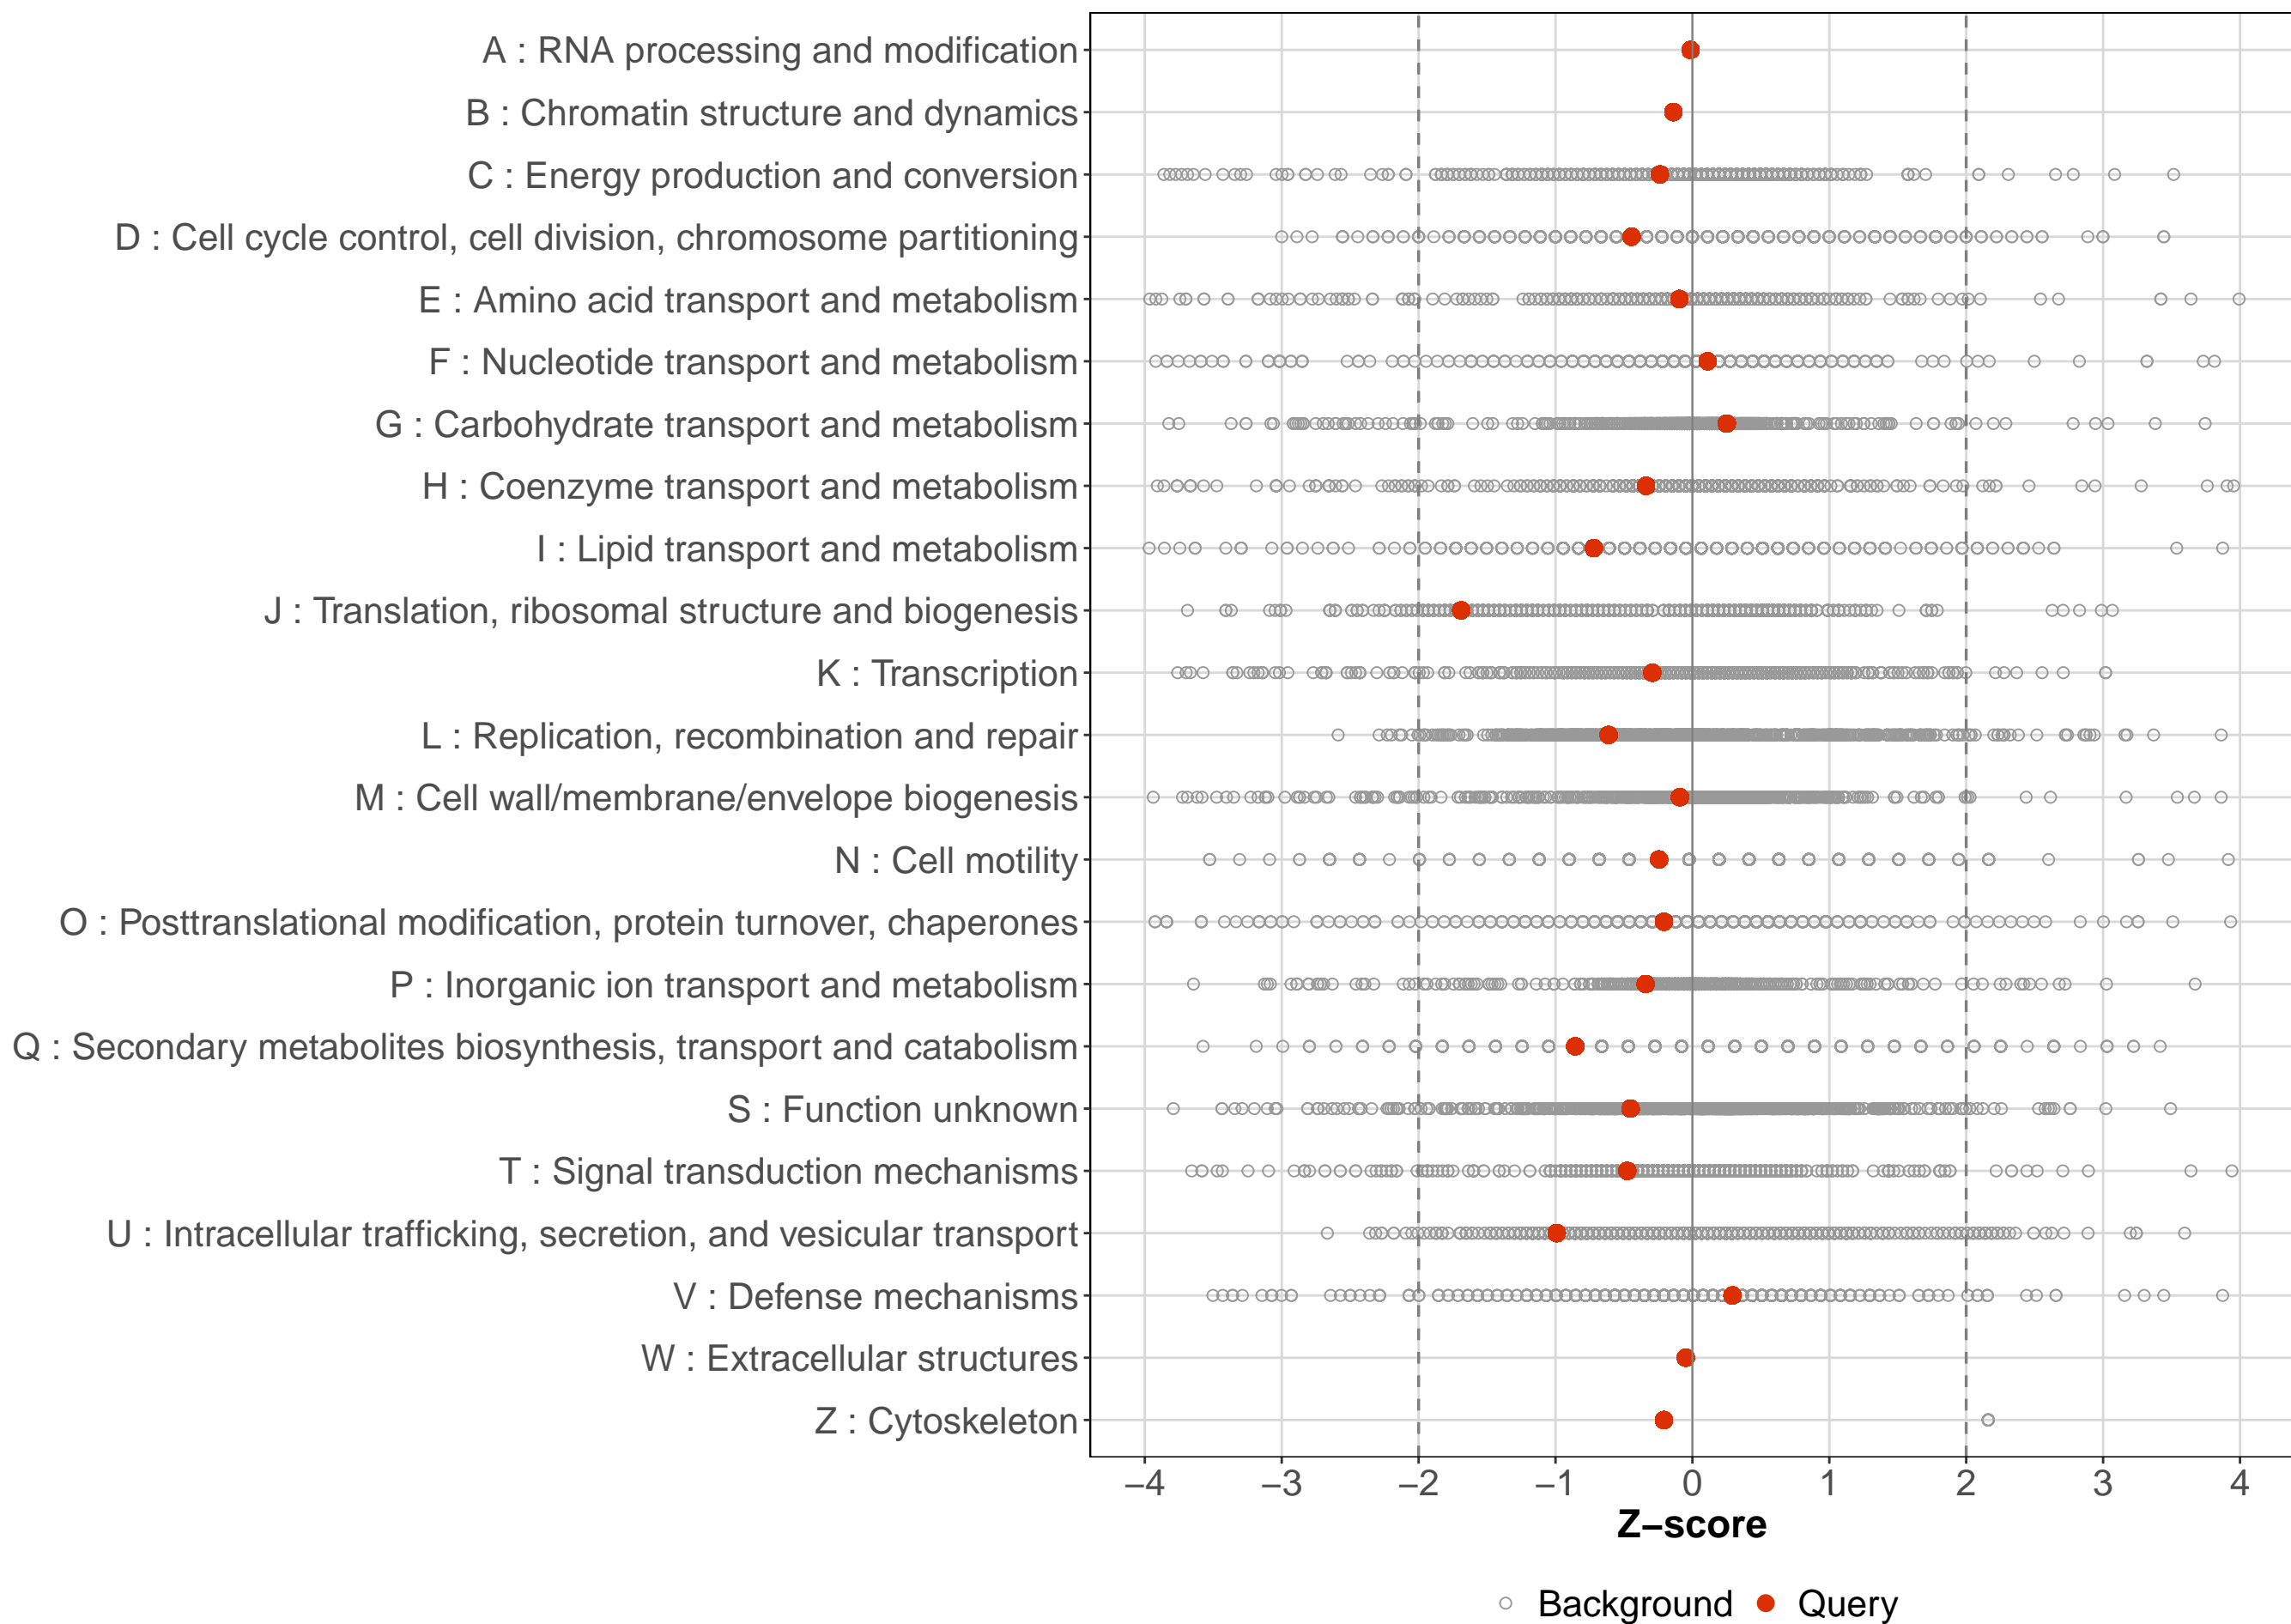 A : RNA processing and modification
B : Chromatin structure and dynamics
C : Energy production and conversion
D : Cell cycle control, cell division, chromosome partitioning
E : Amino acid transport and metabolism
F : Nucleotide transport and metabolism
G : Carbohydrate transport and metabolism
H : Coenzyme transport and metabolism
I : Lipid transport and metabolism
J : Translation, ribosomal structure and biogenesis
K : Transcription
L : Replication, recombination and repair
M : Cell wall/membrane/envelope biogenesis
N : Cell motility
O : Posttranslational modification, protein turnover, chaperones
P : Inorganic ion transport and metabolism
Q : Secondary metabolites biosynthesis, transport and catabolism
S : Function unknown
T : Signal transduction mechanisms
U : Intracellular trafficking, secretion, and vesicular transport
V : Defense mechanisms
W : Extracellular structures
Z : Cytoskeleton
−4 −3 −2 −1 0 1 2 3 4
Z−score
Background Query